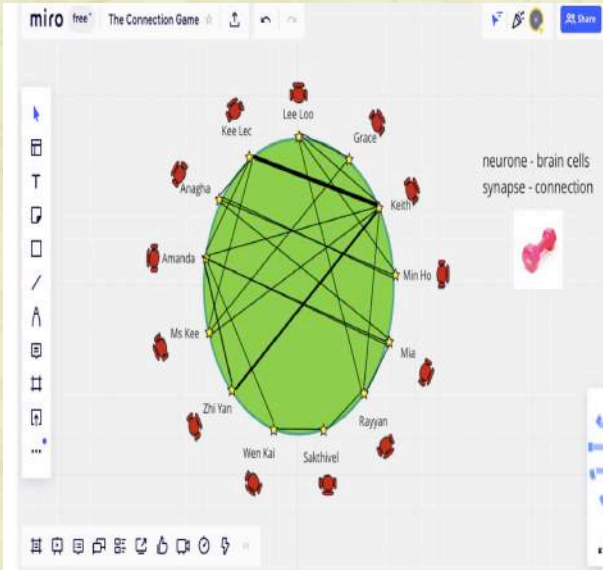 miro free The Connection Game Share
Lee Loo
Kee Lec
Grace
Anagha
Keith
neurone - brain cells
synapse - connection
Amanda
Min Ho
Ms Kee
Mia
Zhi Yan
Rayyan
Wen Kai
Sakthivel